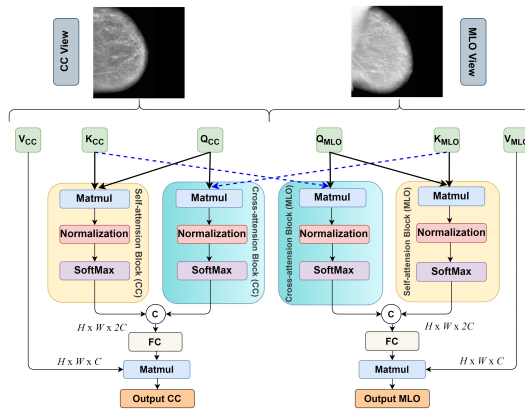 CC View
MLO View
V_CC
K_CC
Q_CC
Q_MLO
K_MLO
V_MLO
Matmul
Normalization
SoftMax
Self-attension Block (CC)
Matmul
Normalization
SoftMax
Cross-attension Block (CC)
Cross-attension Block (MLO)
Matmul
Normalization
SoftMax
Self-attension Block (MLO)
Matmul
Normalization
SoftMax
C
C
H x W x 2C
H x W x 2C
FC
FC
H x W x C
H x W x C
Matmul
Matmul
Output CC
Output MLO